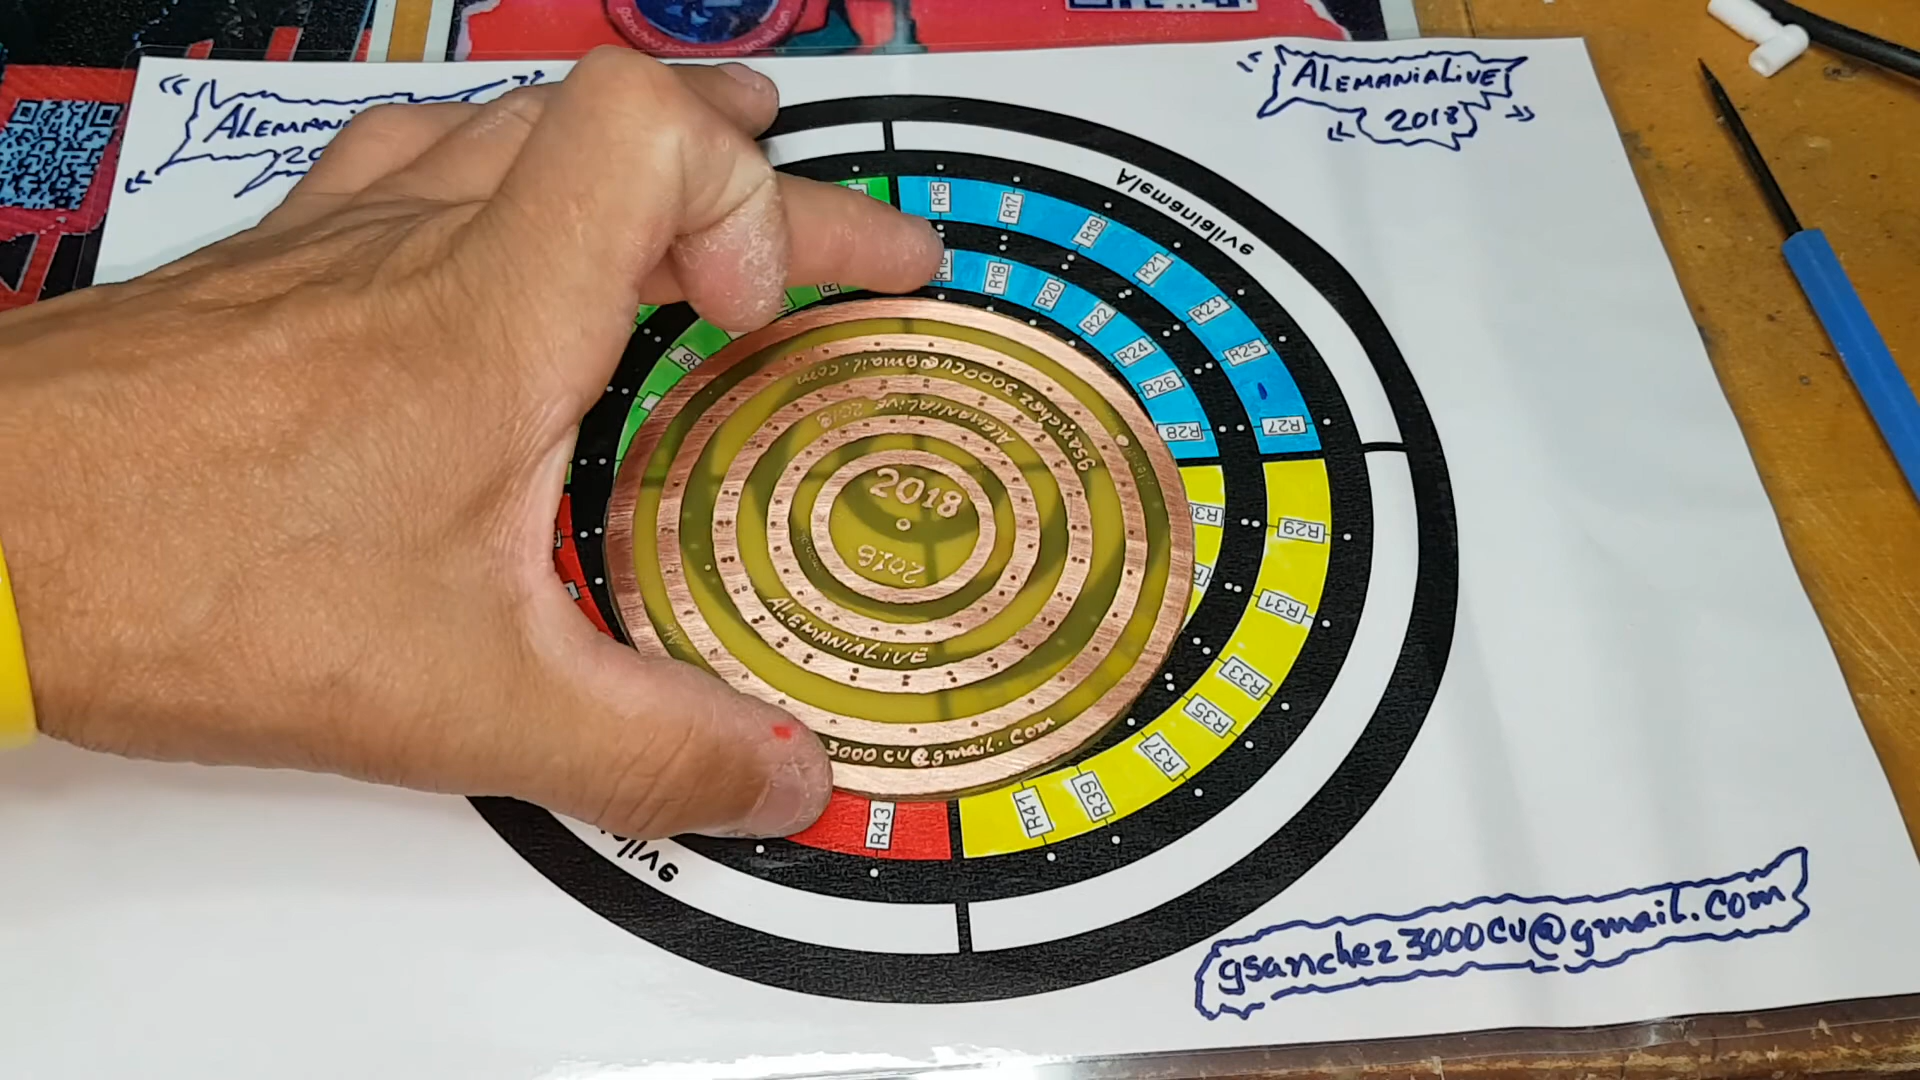 ALEMANIALIVE
2018
Alemanialive
R15
R17
R19
R21
R23
R25
R27
R16
R18
R20
R22
R24
R26
R28
R29
R31
R33
R35
R37
R39
R41
R43
gsanchez3000cu@gmail.com
ALEMANIALIVE 2018
2018
2018
ALEMANIALIVE
3000cu@gmail.com
gsanchez3000cu@gmail.com